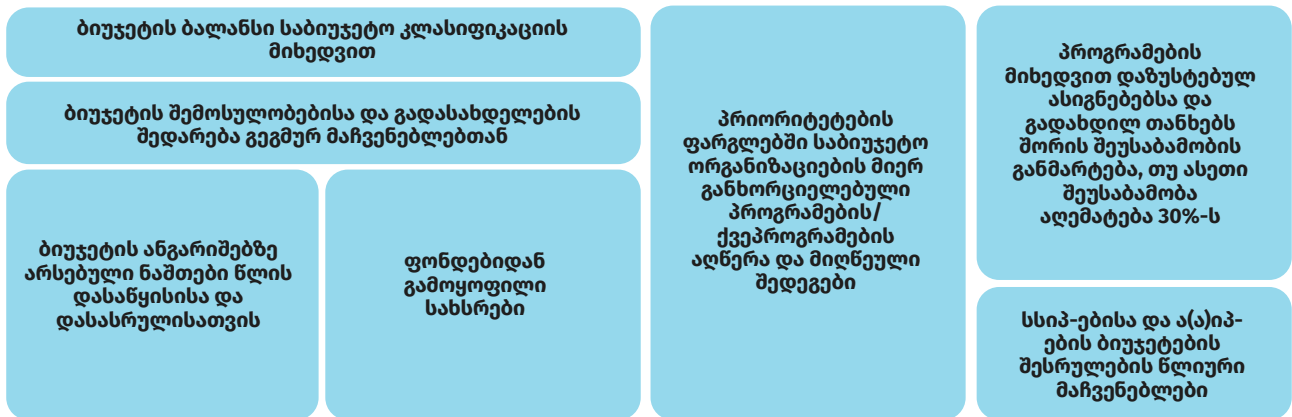 ბიუჯეტის ბალანსი საბიუჯეტო კლასიფიკაციის
მიხედვით
ბიუჯეტის შემოსულობებისა და გადასახდელების
შედარება გეგმურ მაჩვენებლებთან
ბიუჯეტის ანგარიშებზე
არსებული ნაშთები წლის
დასაწყისისა და
დასასრულისათვის
ფონდებიდან
გამოყოფილი
სახსრები
პრიორიტეტების
ფარგლებში საბიუჯეტო
ორგანიზაციების მიერ
განხორციელებული
პროგრამების/
ქვეპროგრამების
აღწერა და მიღწეული
შედეგები
პროგრამების
მიხედვით დაზუსტებულ
ასიგნებებსა და
გადახდილ თანხებს
შორის შეუსაბამობის
განმარტება, თუ ასეთი
შეუსაბამობა
აღემატება 30%-ს
სსიპ-ებისა და ა(ა)იპ-
ების ბიუჯეტების
შესრულების წლიური
მაჩვენებლები